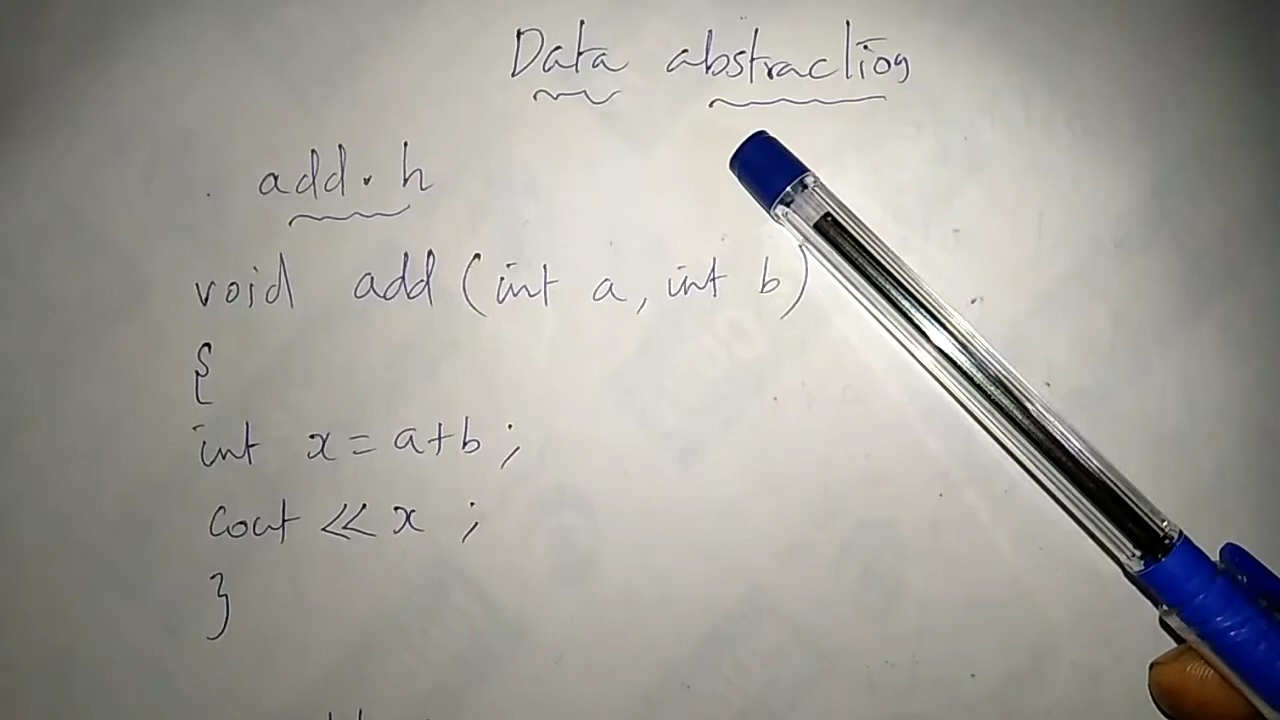 Data abstraction
add.h
void add (int a, int b)
{
int x = a+b ;
cout << x ;
}